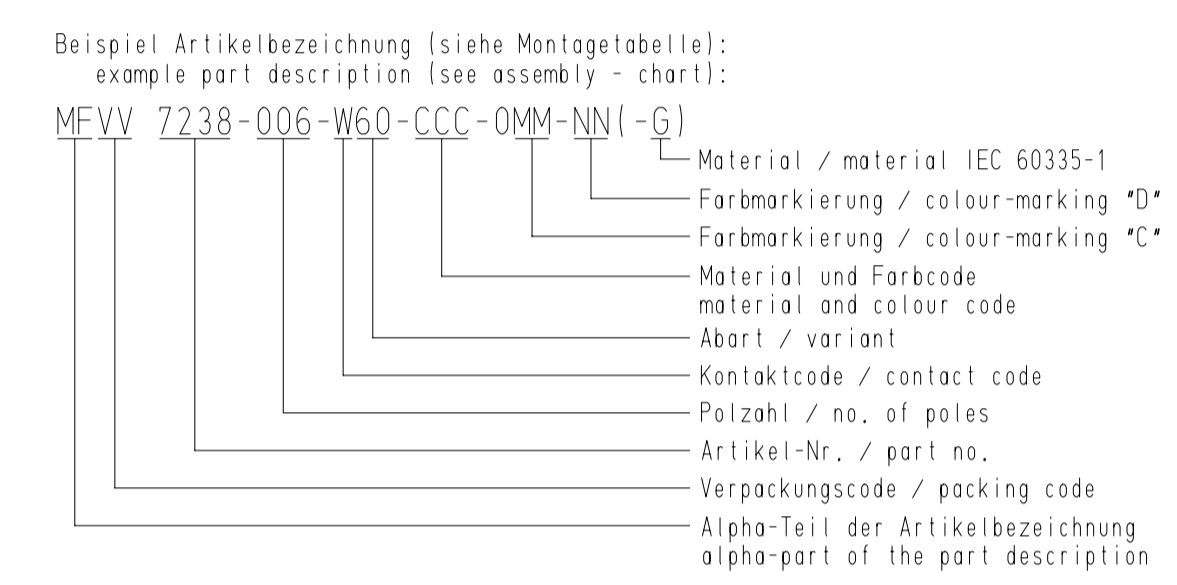 Beispiel Artikelbezeichnung (siehe Montagetabelle):
example part description (see assembly - chart):
MFVV 7238-006-W60-CCC-0MM-NN(-G)
Material / material IEC 60335-1
Farbmarkierung / colour-marking "D"
Farbmarkierung / colour-marking "C"
Material und Farbcode
material and colour code
Abart / variant
Kontaktcode / contact code
Polzahl / no. of poles
Artikel-Nr. / part no.
Verpackungscode / packing code
Alpha-Teil der Artikelbezeichnung
alpha-part of the part description